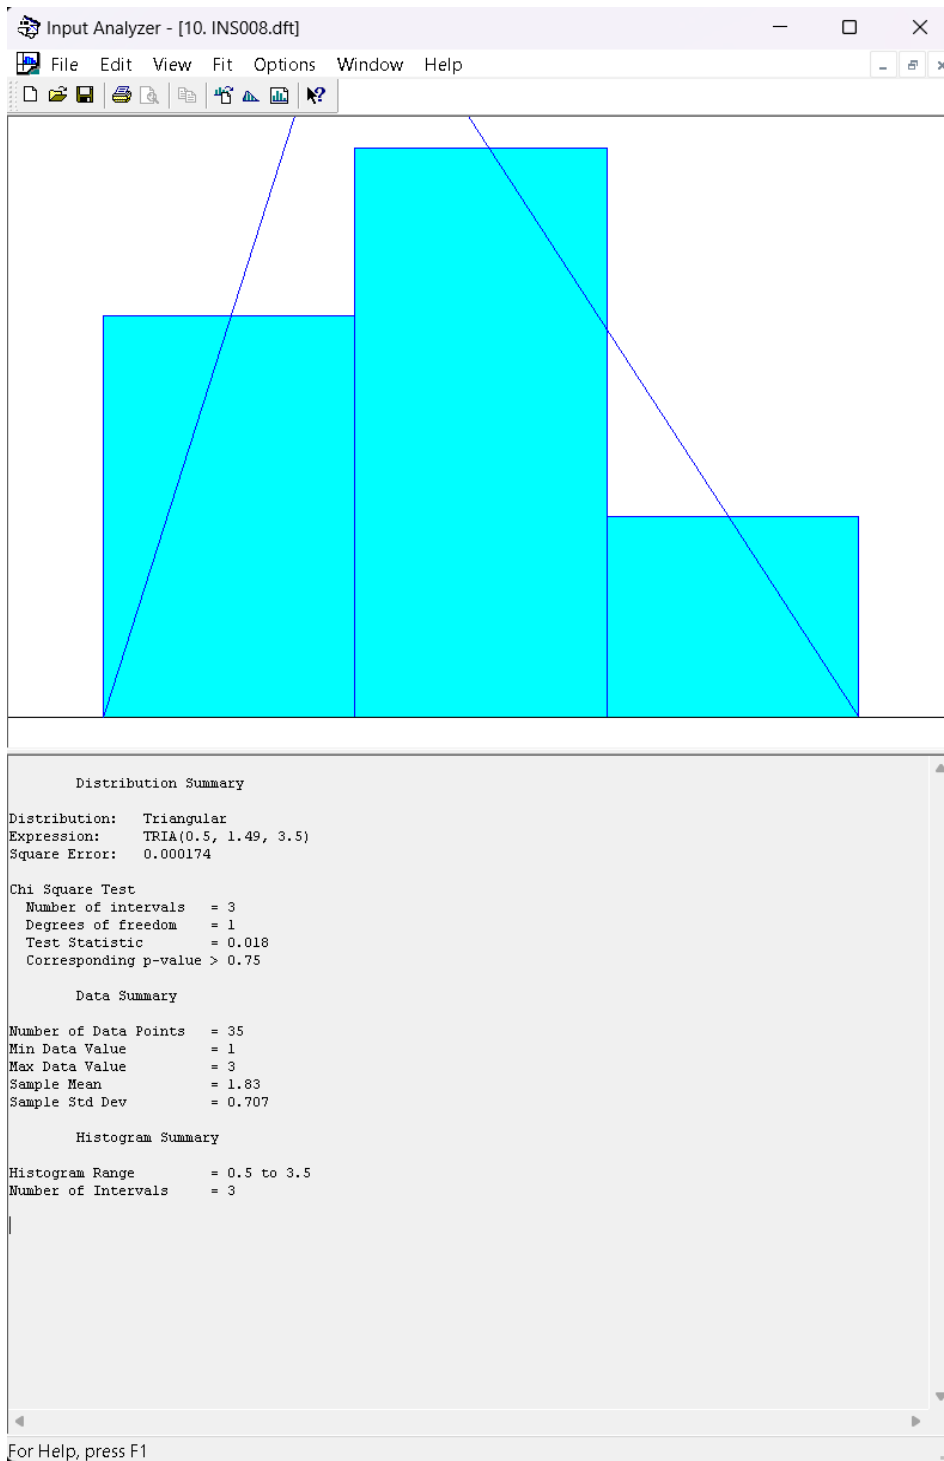 Input Analyzer - [10. INS008.dft]
File Edit View Fit Options Window Help
Distribution Summary
Distribution: Triangular
Expression: TRIA(0.5, 1.49, 3.5)
Square Error: 0.000174
Chi Square Test
Number of intervals = 3
Degrees of freedom = 1
Test Statistic = 0.018
Corresponding p-value > 0.75
Data Summary
Number of Data Points = 35
Min Data Value = 1
Max Data Value = 3
Sample Mean = 1.83
Sample Std Dev = 0.707
Histogram Summary
Histogram Range = 0.5 to 3.5
Number of Intervals = 3
For Help, press F1